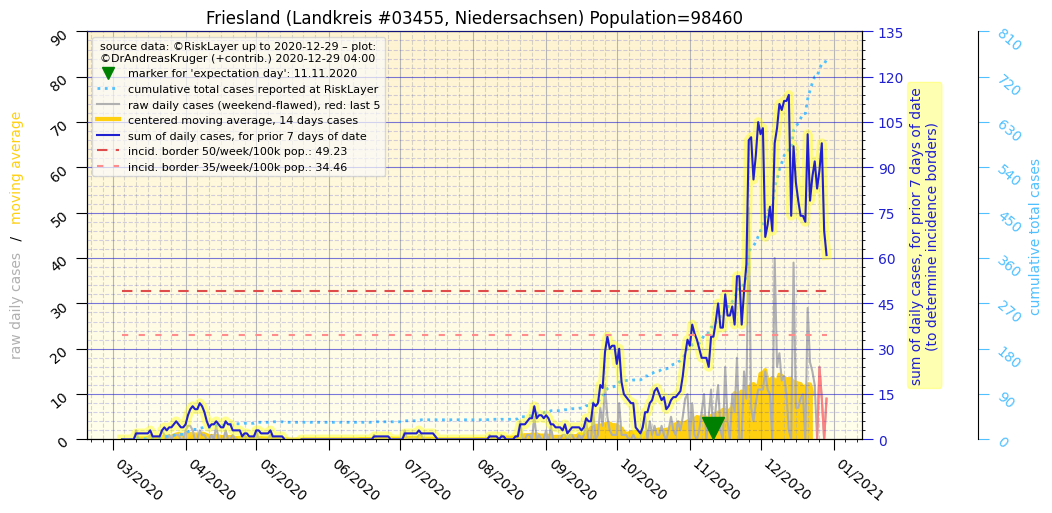 Friesland (Landkreis #03455, Niedersachsen) Population=98460
source data: ©RiskLayer up to 2020-12-29 – plot:
©DrAndreasKruger (+contrib.) 2020-12-29 04:00
marker for 'expectation day': 11.11.2020
cumulative total cases reported at RiskLayer
raw daily cases (weekend-flawed), red: last 5
centered moving average, 14 days cases
sum of daily cases, for prior 7 days of date
incid. border 50/week/100k pop.: 49.23
incid. border 35/week/100k pop.: 34.46
raw daily cases / moving average
90
80
70
60
50
40
30
20
10
0
135
120
105
90
75
60
45
30
15
0
sum of daily cases, for prior 7 days of date
(to determine incidence borders)
810
720
630
540
450
360
270
180
90
0
cumulative total cases
03/2020
04/2020
05/2020
06/2020
07/2020
08/2020
09/2020
10/2020
11/2020
12/2020
01/2021